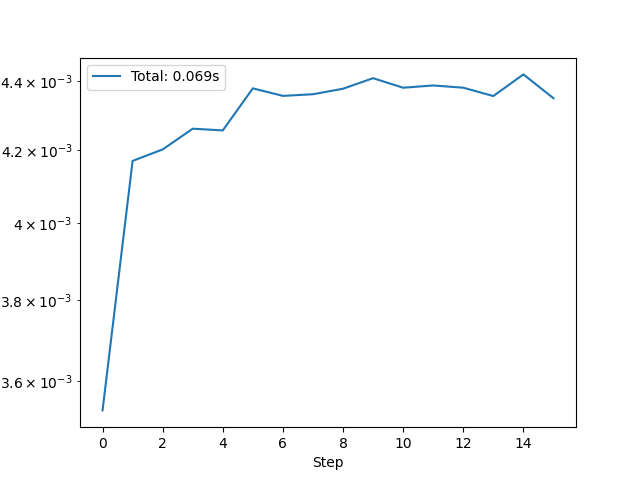 Total: 0.069s
4.4 × 10⁻³
4.2 × 10⁻³
4 × 10⁻³
3.8 × 10⁻³
3.6 × 10⁻³
0 2 4 6 8 10 12 14
Step